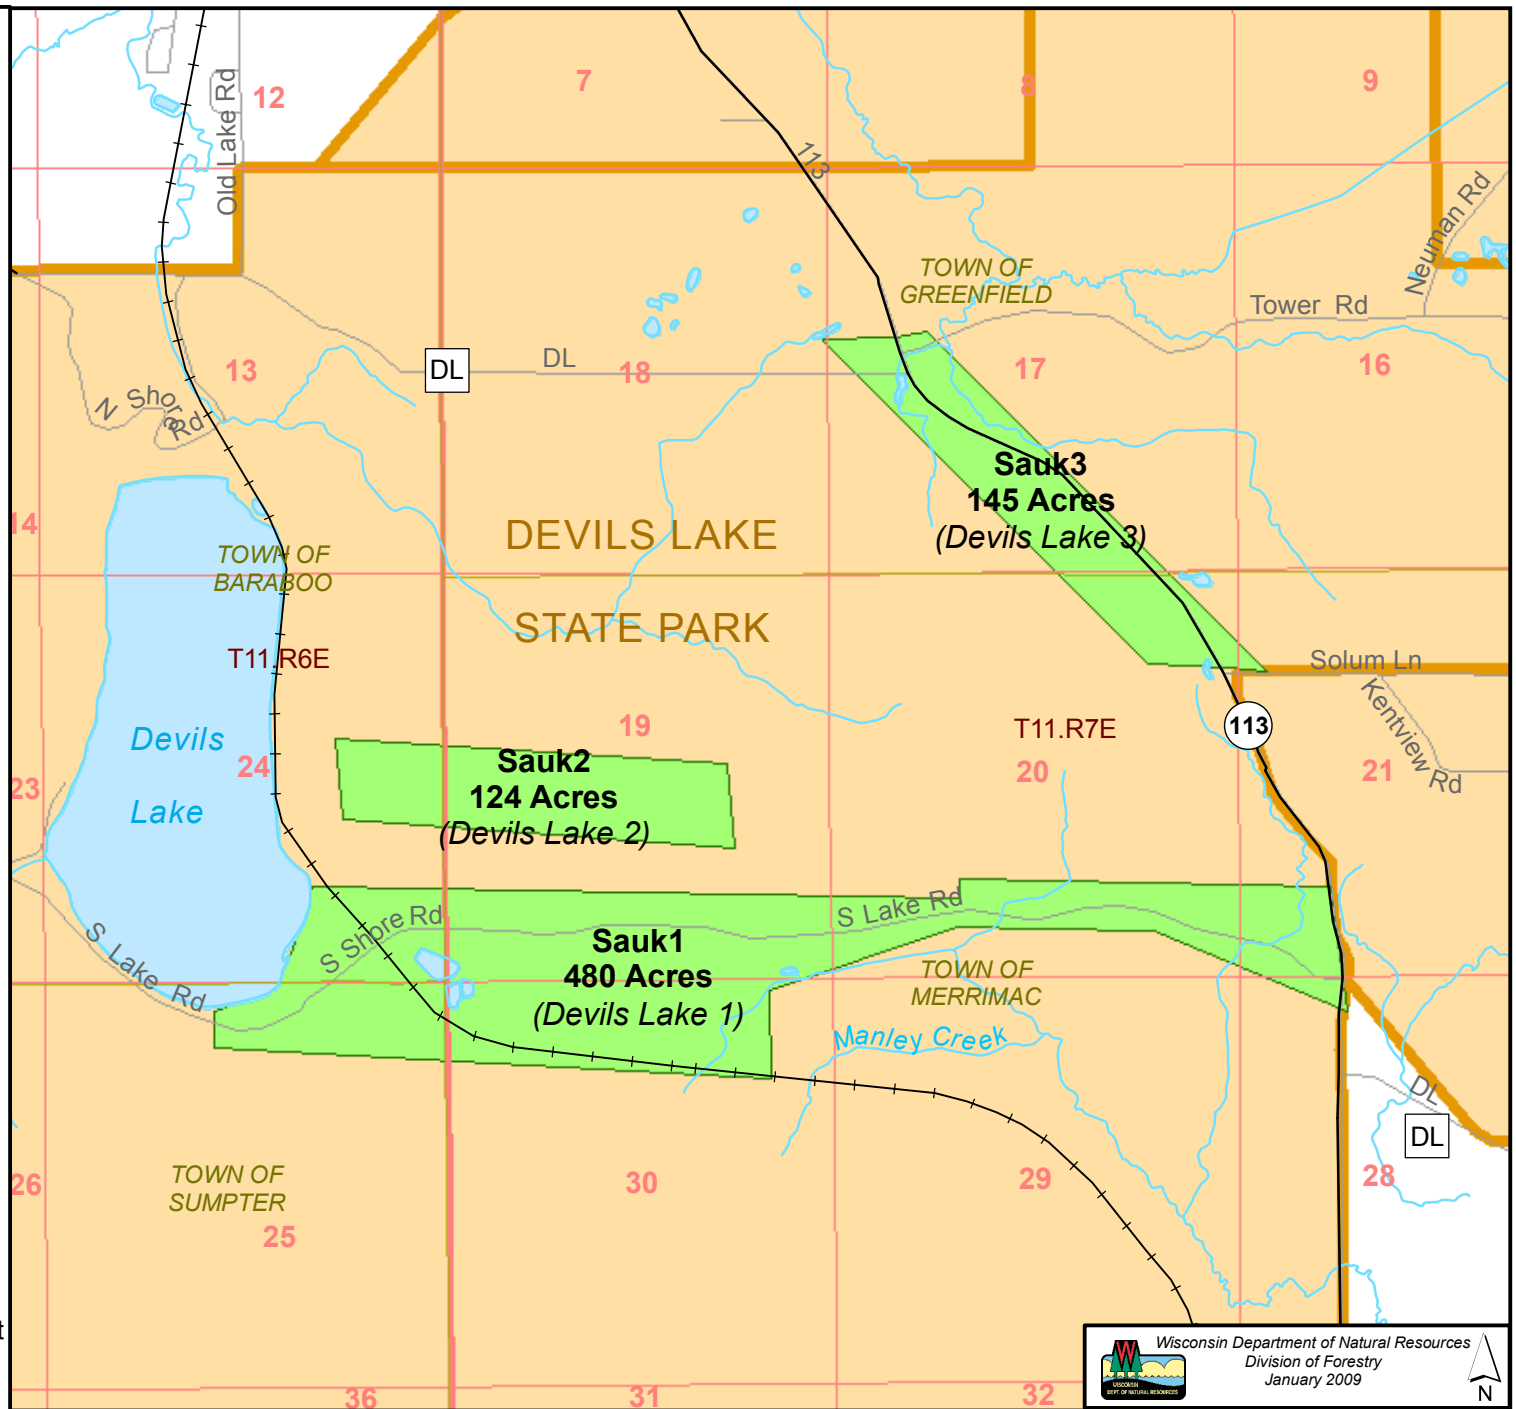 7
8
9
12
Old Lake Rd
113
Neuman Rd
TOWN OF
GREENFIELD
Tower Rd
13
DL
DL
18
17
16
N Shore
Rd
Sauk3
145 Acres
(Devils Lake 3)
14
DEVILS LAKE
TOWN OF
BARABOO
STATE PARK
T11.R6E
Solum Ln
Kentview Rd
19
T11.R7E
113
Devils
Lake
24
23
Sauk2
124 Acres
(Devils Lake 2)
20
21
S Lake Rd
S Shore Rd
S Lake Rd
Sauk1
480 Acres
(Devils Lake 1)
TOWN OF
MERRIMAC
Manley Creek
DL
DL
26
TOWN OF
SUMPTER
25
30
29
28
t
36
31
32
Wisconsin Department of Natural Resources
Division of Forestry
January 2009
N
W
WISCONSIN
DEPT. OF NATURAL RESOURCES